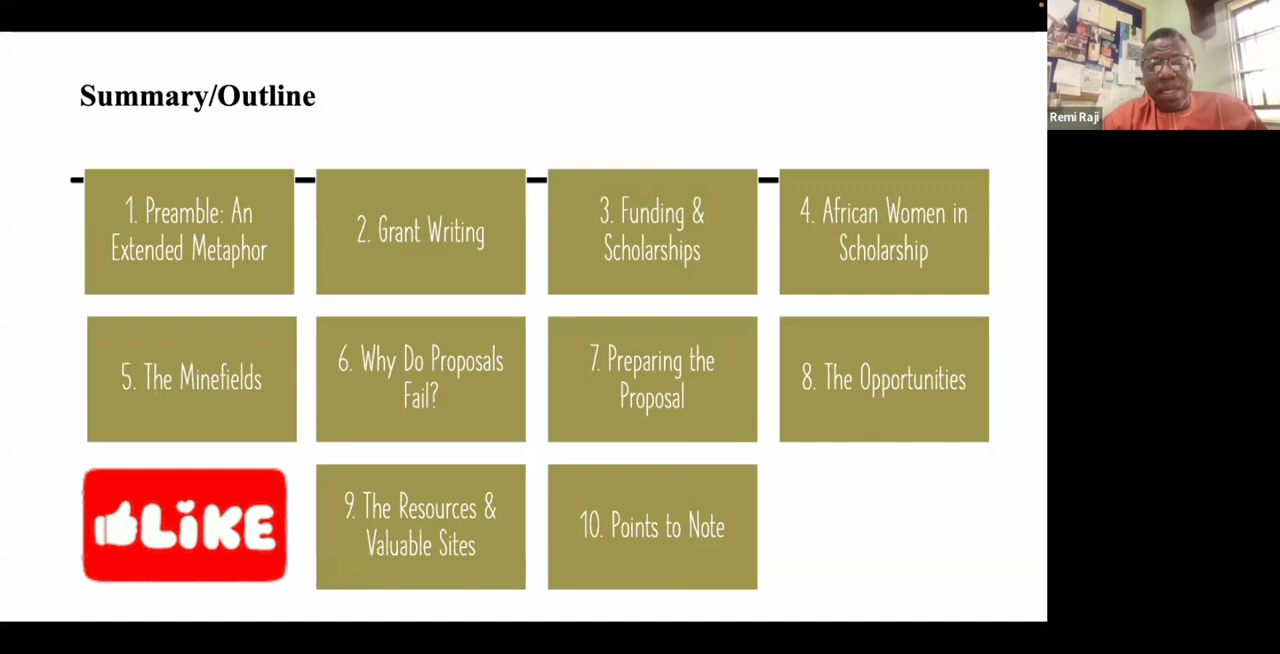 Summary/Outline
Remi Raji
1. Preamble: An
Extended Metaphor
2. Grant Writing
3. Funding &
Scholarships
4. African Women in
Scholarship
5. The Minefields
6. Why Do Proposals
Fail?
7. Preparing the
Proposal
8. The Opportunities
LiKE
9. The Resources &
Valuable Sites
10. Points to Note